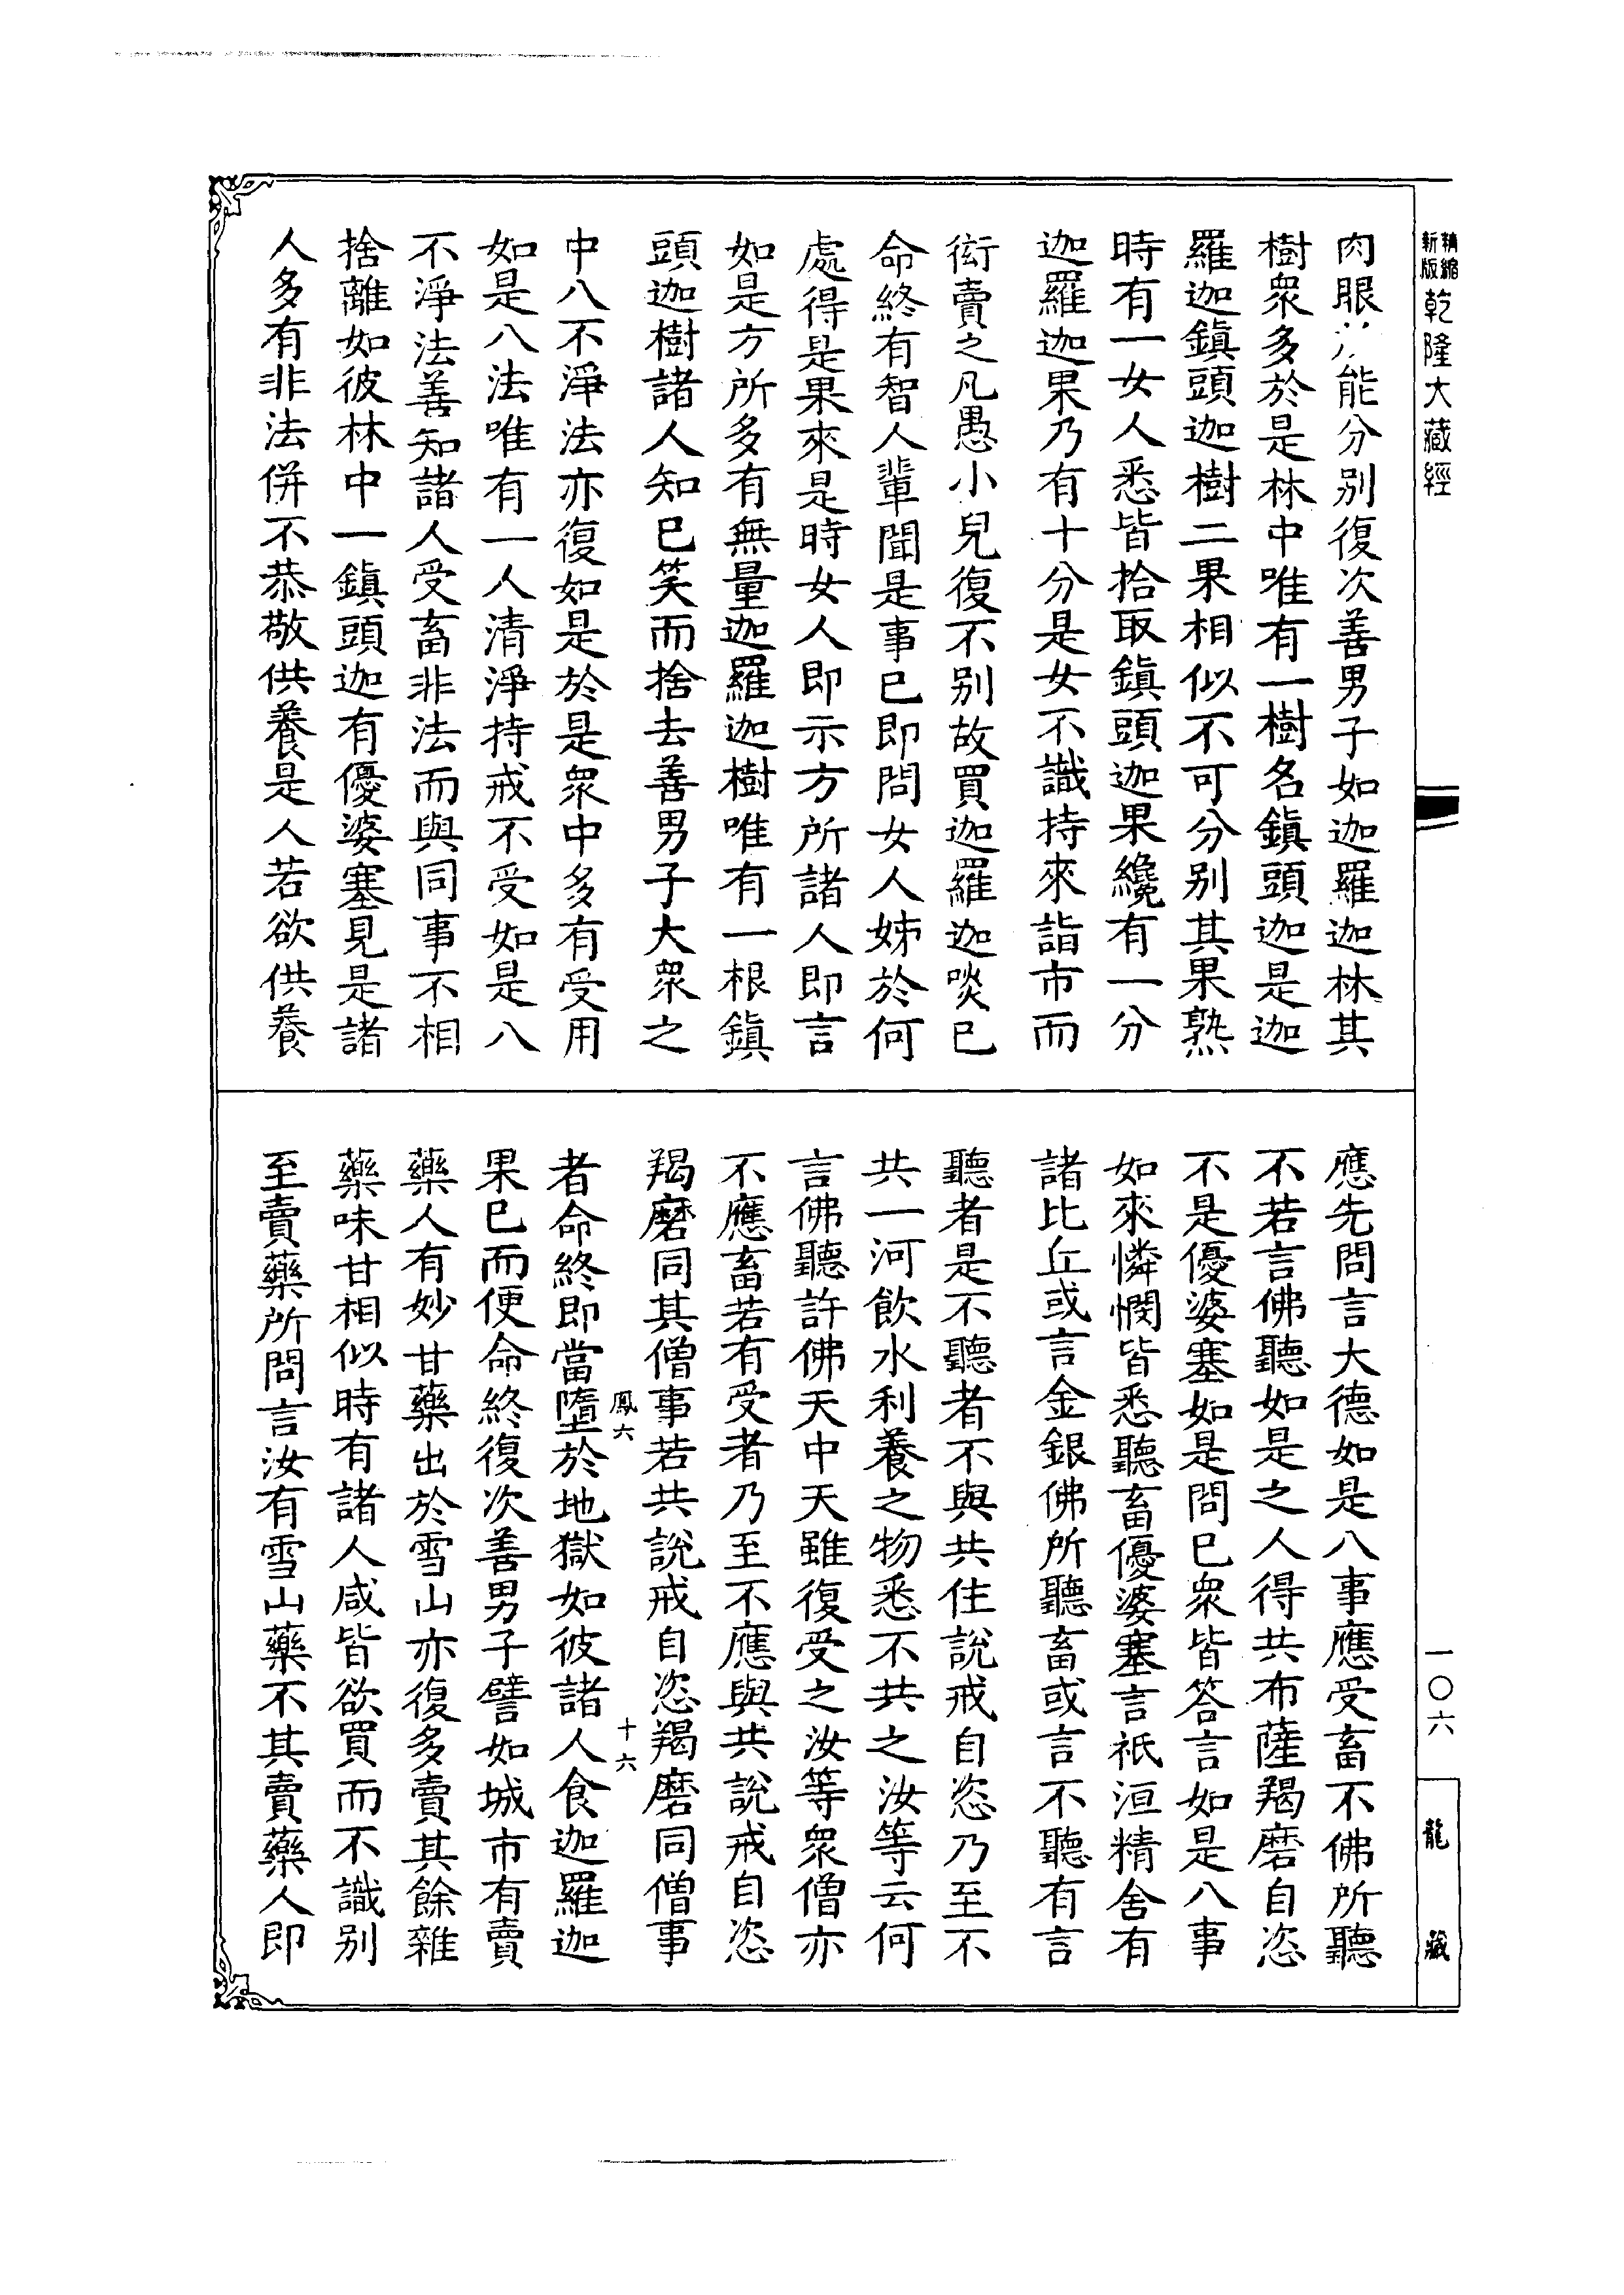 精縮
新版
乾隆大藏經
肉眼能分别復次善男子如迦羅迦林其
樹衆多於是林中唯有一樹名鎮頭迦是迦
羅迦鎮頭迦樹二果相似不可分别其果熟
時有一女人悉皆拾取鎮頭迦果纔有一分
迦羅迦果乃有十分是女不識持來詣市而
衒賣之凡愚小兒復不别故買迦羅迦啖已
命終有智人輩聞是事已即問女人姊於何
處得是果來是時女人即示方所諸人即言
如是方所多有無量迦羅迦樹唯有一根鎮
頭迦樹諸人知已笑而捨去善男子大衆之
中八不淨法亦復如是於是衆中多有受用
如是八法唯有一人清淨持戒不受如是八
不淨法善知諸人受畜非法而與同事不相
捨離如彼林中一鎮頭迦有優婆塞見是諸
人多有非法併不恭敬供養是人若欲供養
應先問言大德如是八事應受畜不佛所聽
不若言佛聽如是之人得共布薩羯磨自恣
不是優婆塞如是問已衆皆答言如是八事
如來憐憫皆悉聽畜優婆塞言祇洹精舍有
諸比丘或言金銀佛所聽畜或言不聽有言
聽者是不聽者不與共住說戒自恣乃至不
共一河飲水利養之物悉不共之汝等云何
言佛聽許佛天中天雖復受之汝等衆僧亦
不應畜若有受者乃至不應與共說戒自恣
羯磨同其僧事若共說戒自恣羯磨同僧事
鳳六
十六
者命終即當墮於地獄如彼諸人食迦羅迦
果已而便命終復次善男子譬如城市有賣
藥人有妙甘藥出於雪山亦復多賣其餘雜
藥味甘相似時有諸人咸皆欲買而不識别
至賣藥所問言汝有雪山藥不其賣藥人即
一〇六
龍藏